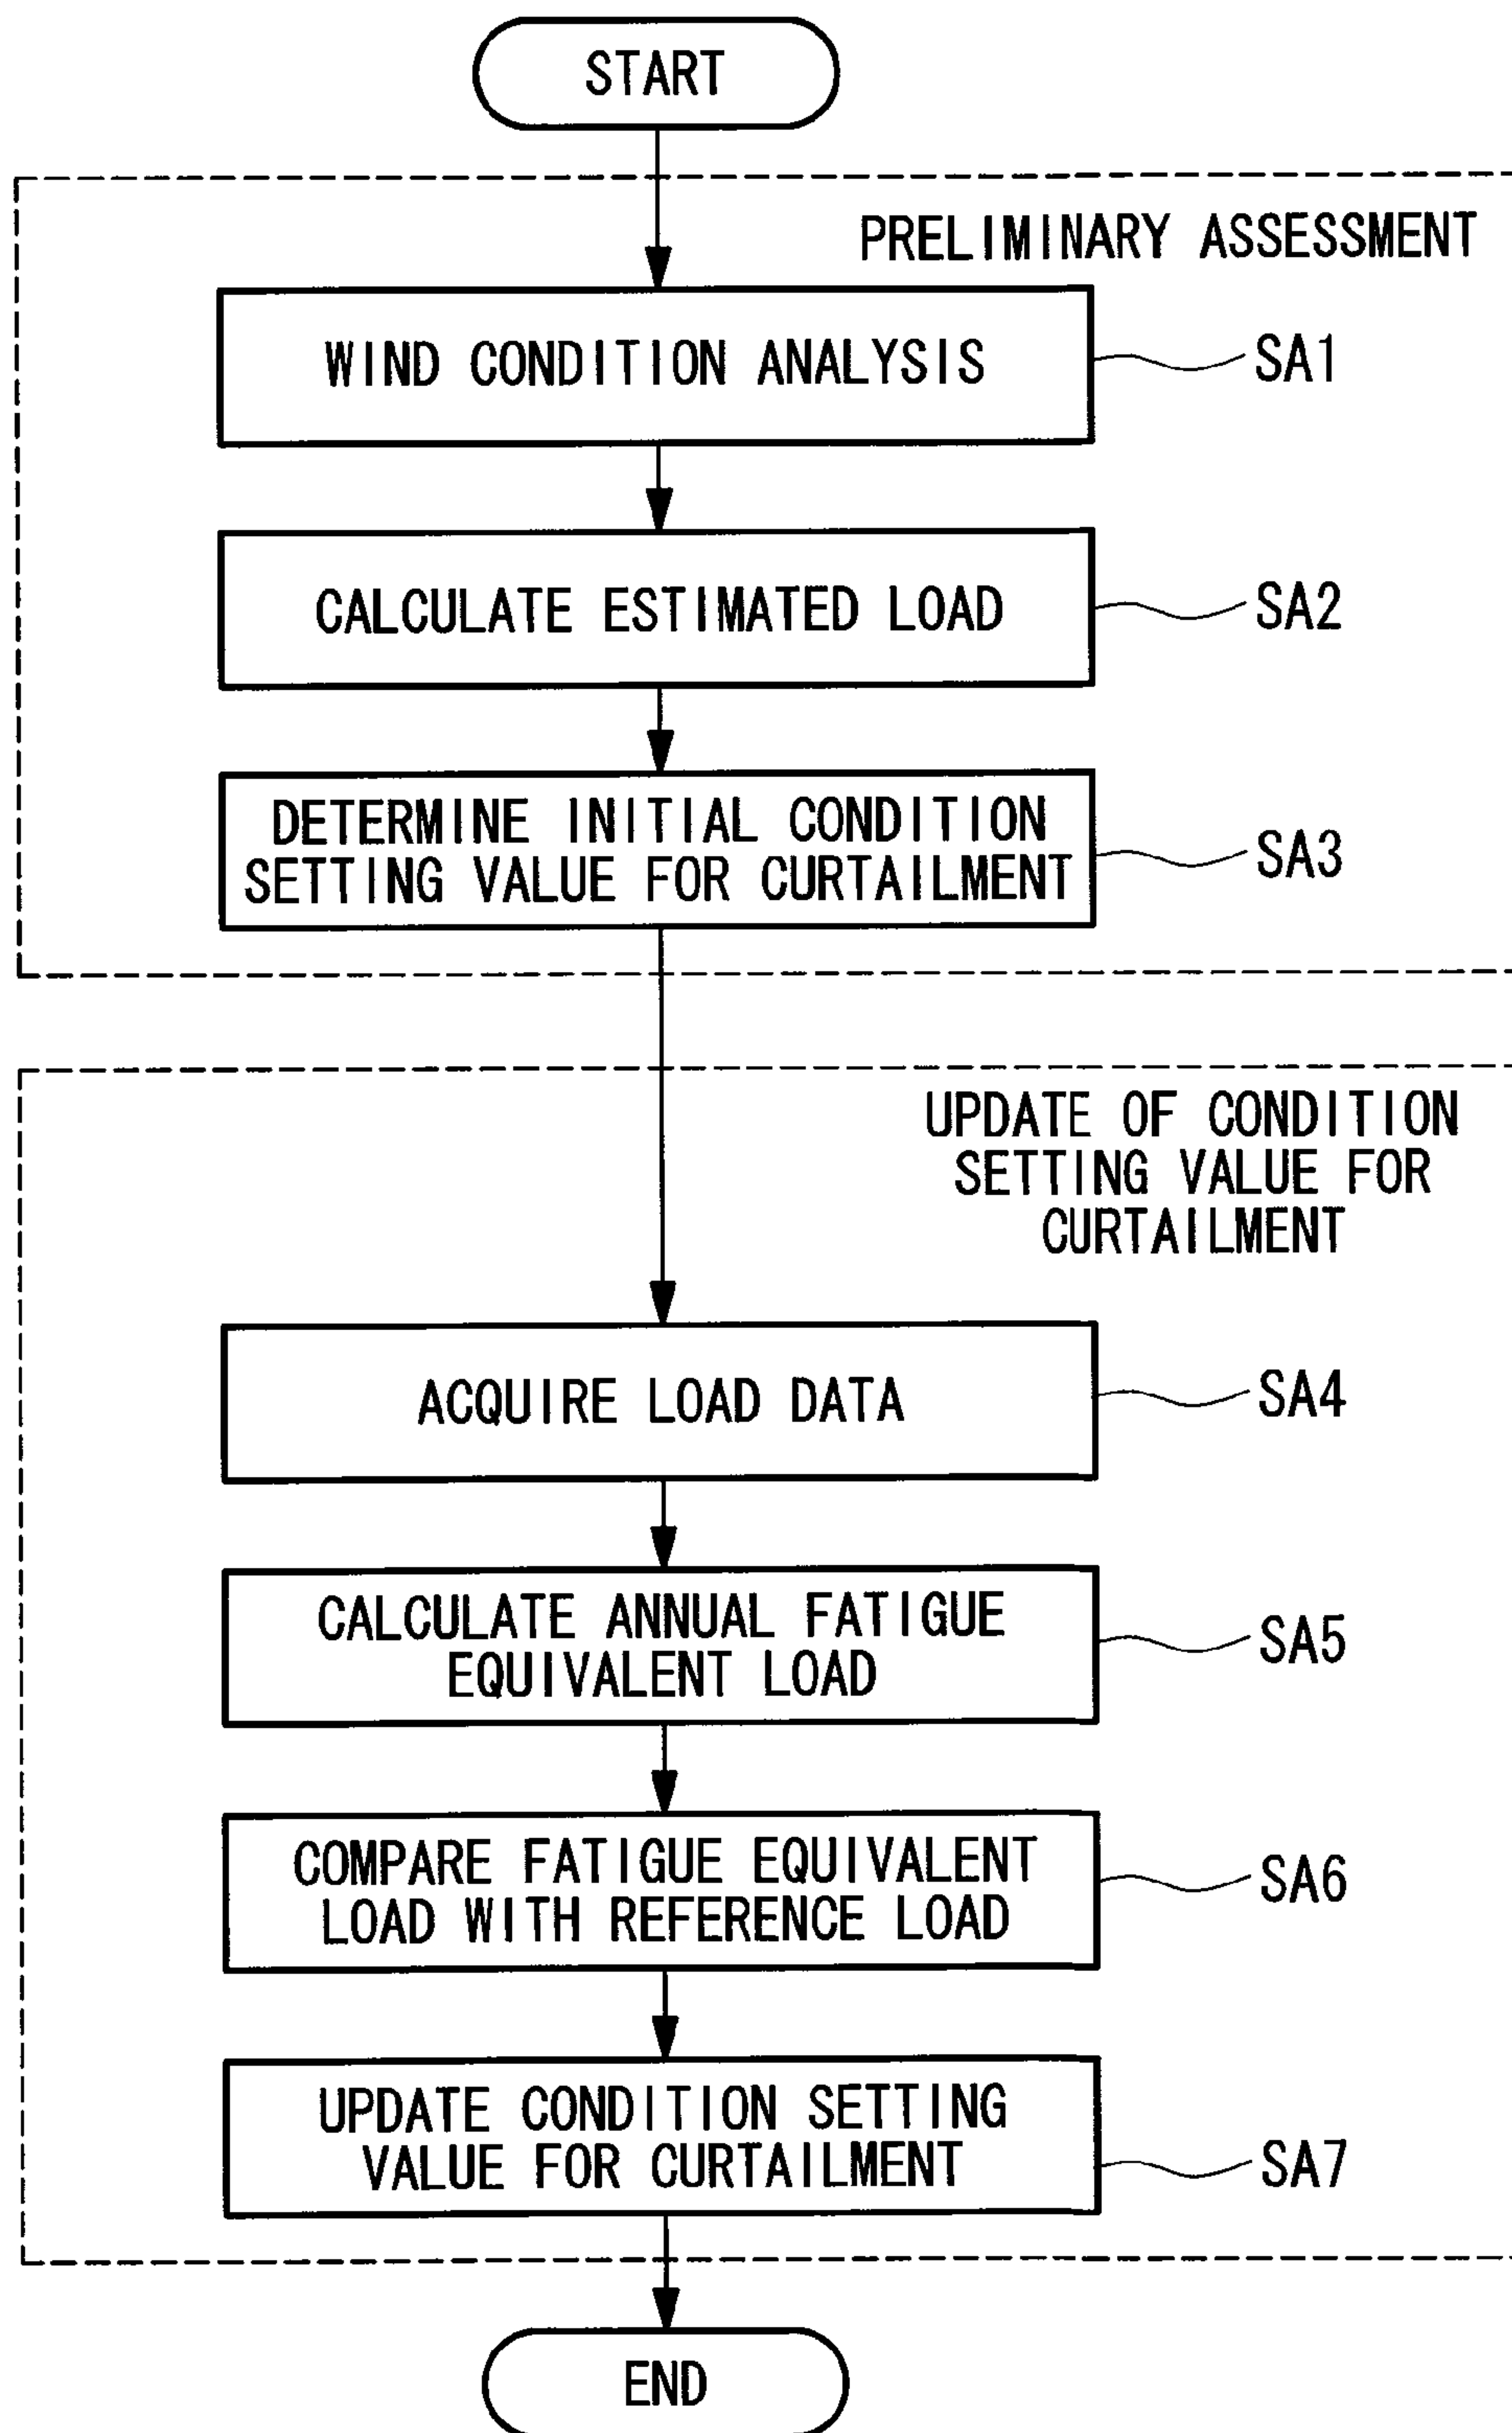 START
PRELIMINARY ASSESSMENT
WIND CONDITION ANALYSIS
SA1
CALCULATE ESTIMATED LOAD
SA2
DETERMINE INITIAL CONDITION
SETTING VALUE FOR CURTAILMENT
SA3
UPDATE OF CONDITION
SETTING VALUE FOR
CURTAILMENT
ACQUIRE LOAD DATA
SA4
CALCULATE ANNUAL FATIGUE
EQUIVALENT LOAD
SA5
COMPARE FATIGUE EQUIVALENT
LOAD WITH REFERENCE LOAD
SA6
UPDATE CONDITION SETTING
VALUE FOR CURTAILMENT
SA7
END